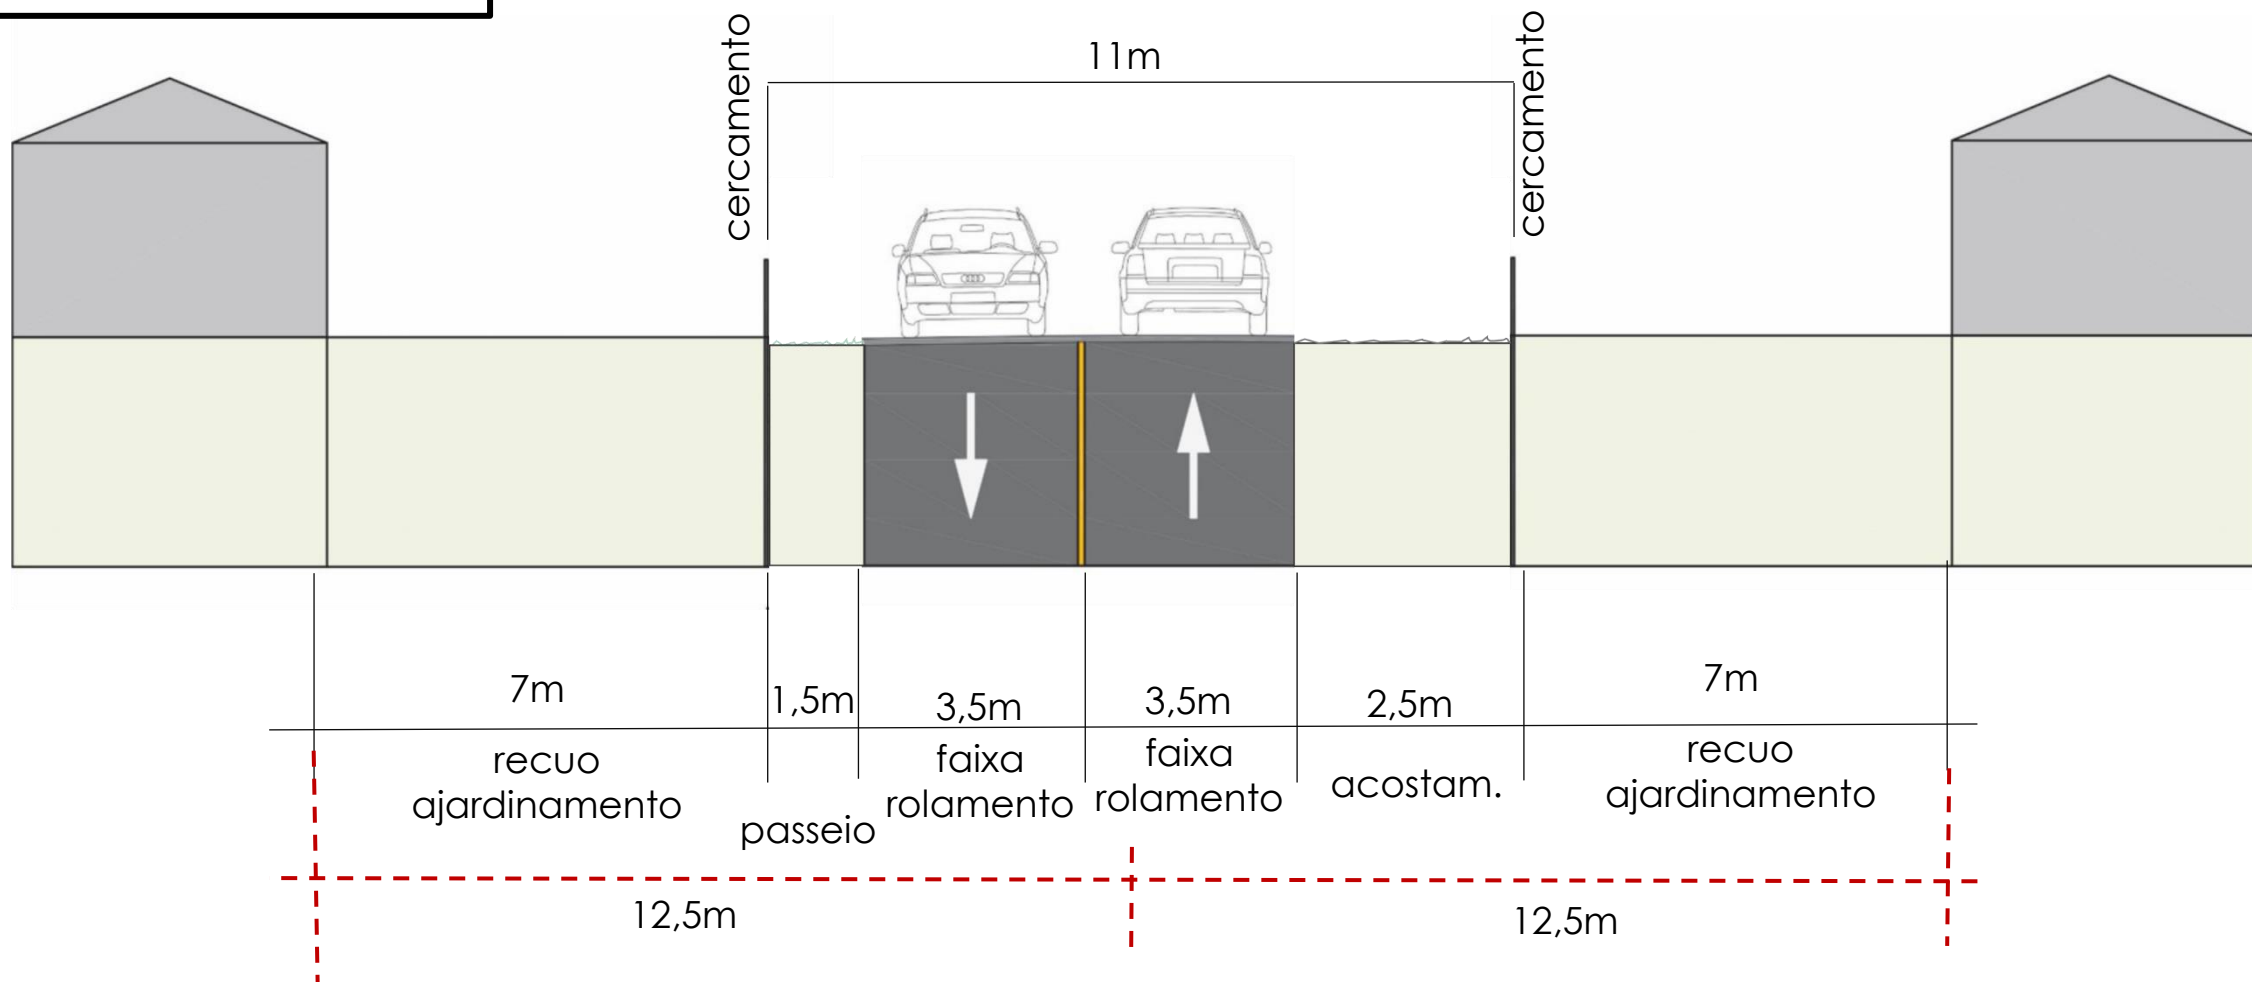 cercamento
11m
cercamento
7m
1,5m
3,5m
3,5m
2,5m
7m
recuo
ajardinamento
passeio
faixa
rolamento
faixa
rolamento
acostam.
recuo
ajardinamento
12,5m
12,5m